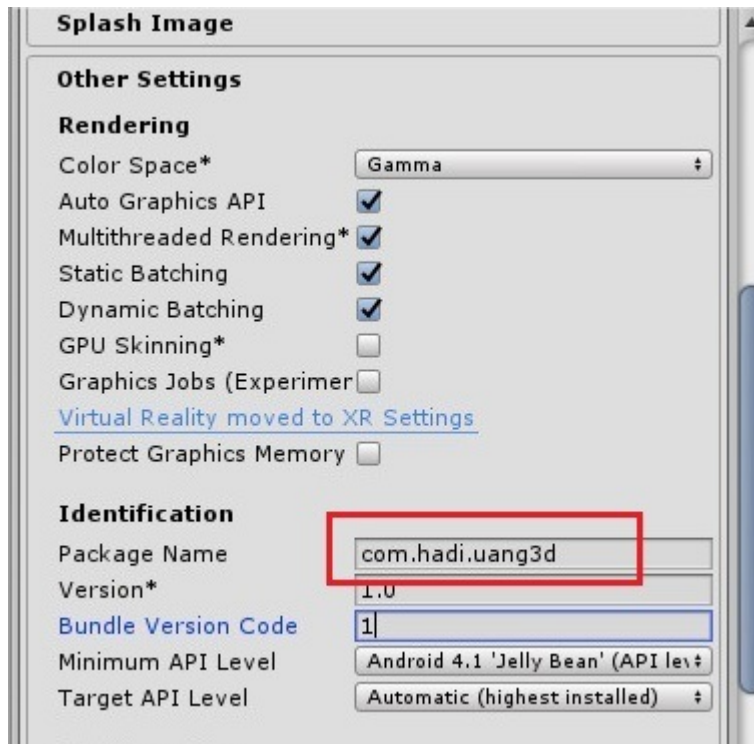 Splash Image
Other Settings
Rendering
Color Space* Gamma
Auto Graphics API
Multithreaded Rendering*
Static Batching
Dynamic Batching
GPU Skinning*
Graphics Jobs (Experimer
Virtual Reality moved to XR Settings
Protect Graphics Memory
Identification
Package Name com.hadi.uang3d
Version* 1.0
Bundle Version Code 1
Minimum API Level Android 4.1 'Jelly Bean' (API lev
Target API Level Automatic (highest installed)